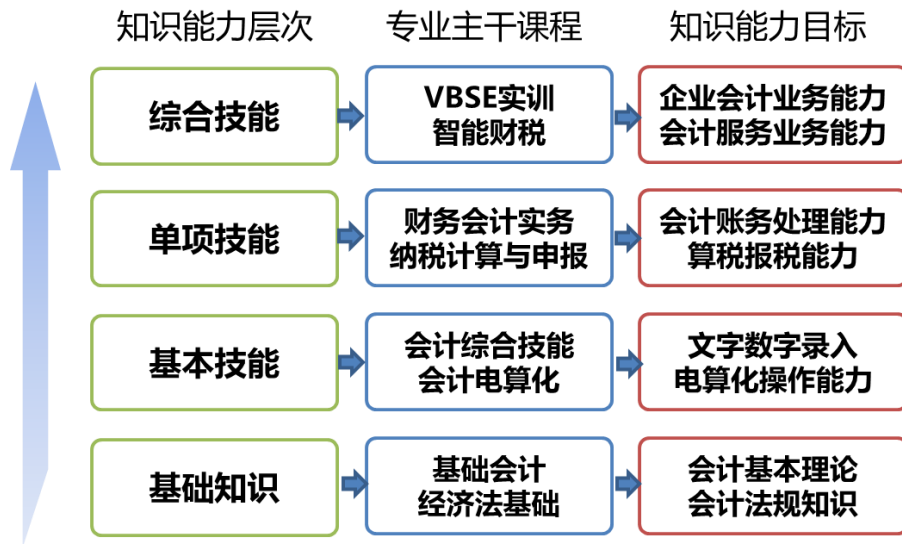 知识能力层次 专业主干课程 知识能力目标
综合技能
VBSE实训
智能财税
企业会计业务能力
会计服务业务能力
单项技能
财务会计实务
纳税计算与申报
会计账务处理能力
算税报税能力
基本技能
会计综合技能
会计电算化
文字数字录入
电算化操作能力
基础知识
基础会计
经济法基础
会计基本理论
会计法规知识